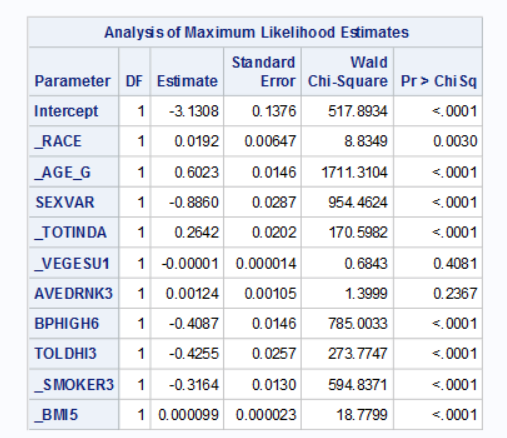 Analysis of Maximum Likelihood Estimates
Parameter DF Estimate Standard Error Wald Chi-Square Pr > ChiSq
Intercept 1 -3.1308 0.1376 517.8934 <.0001
_RACE 1 0.0192 0.00647 8.8349 0.0030
_AGE_G 1 0.6023 0.0146 1711.3104 <.0001
SEXVAR 1 -0.8860 0.0287 954.4624 <.0001
_TOTINDA 1 0.2642 0.0202 170.5982 <.0001
_VEGESU1 1 -0.00001 0.000014 0.6843 0.4081
AVEDRNK3 1 0.00124 0.00105 1.3999 0.2367
BPHIGH6 1 -0.4087 0.0146 785.0033 <.0001
TOLDHI3 1 -0.4255 0.0257 273.7747 <.0001
_SMOKER3 1 -0.3164 0.0130 594.8371 <.0001
_BMI5 1 0.000099 0.000023 18.7799 <.0001